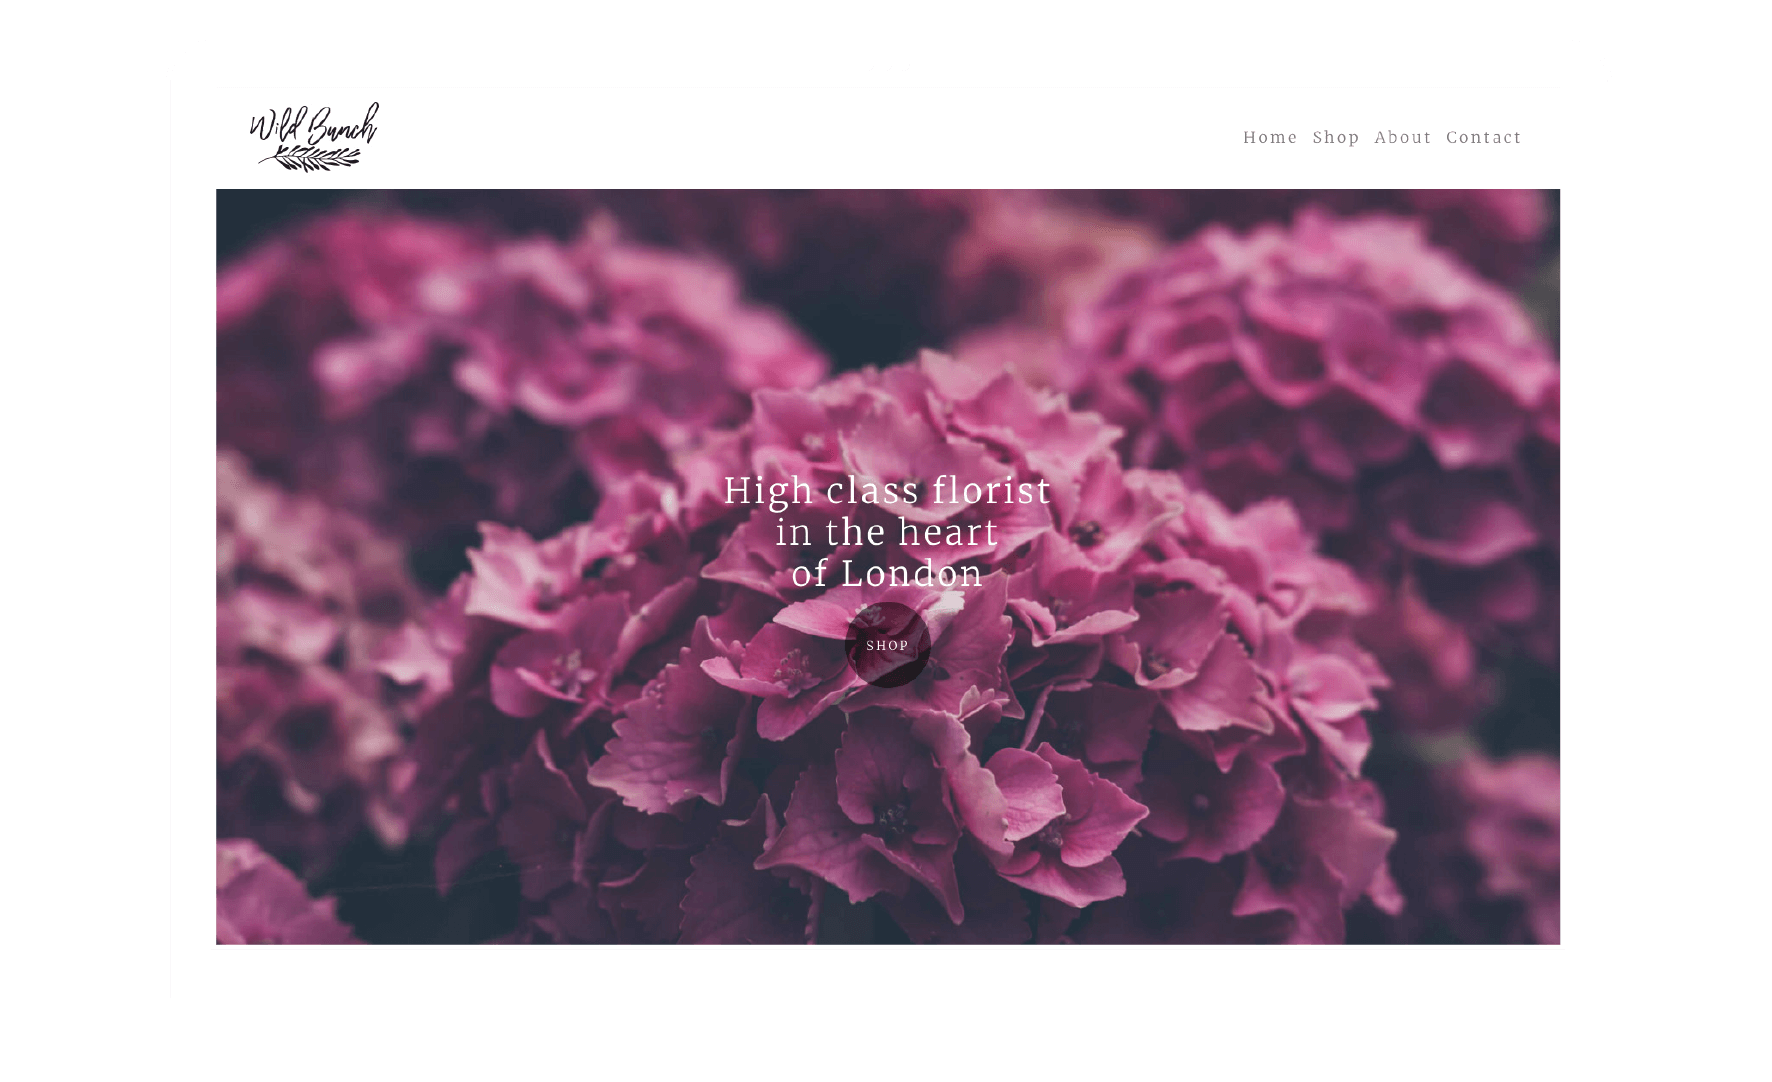 Wild Bunch
Home Shop About Contact
High class florist
in the heart
of London
SHOP